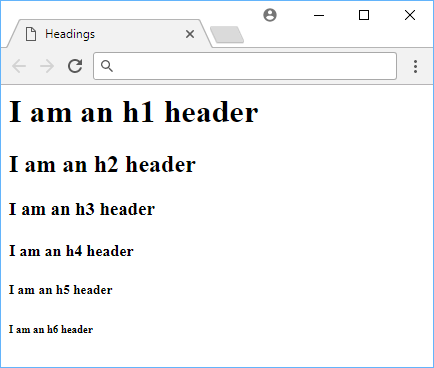 Headings
I am an h1 header
I am an h2 header
I am an h3 header
I am an h4 header
I am an h5 header
I am an h6 header